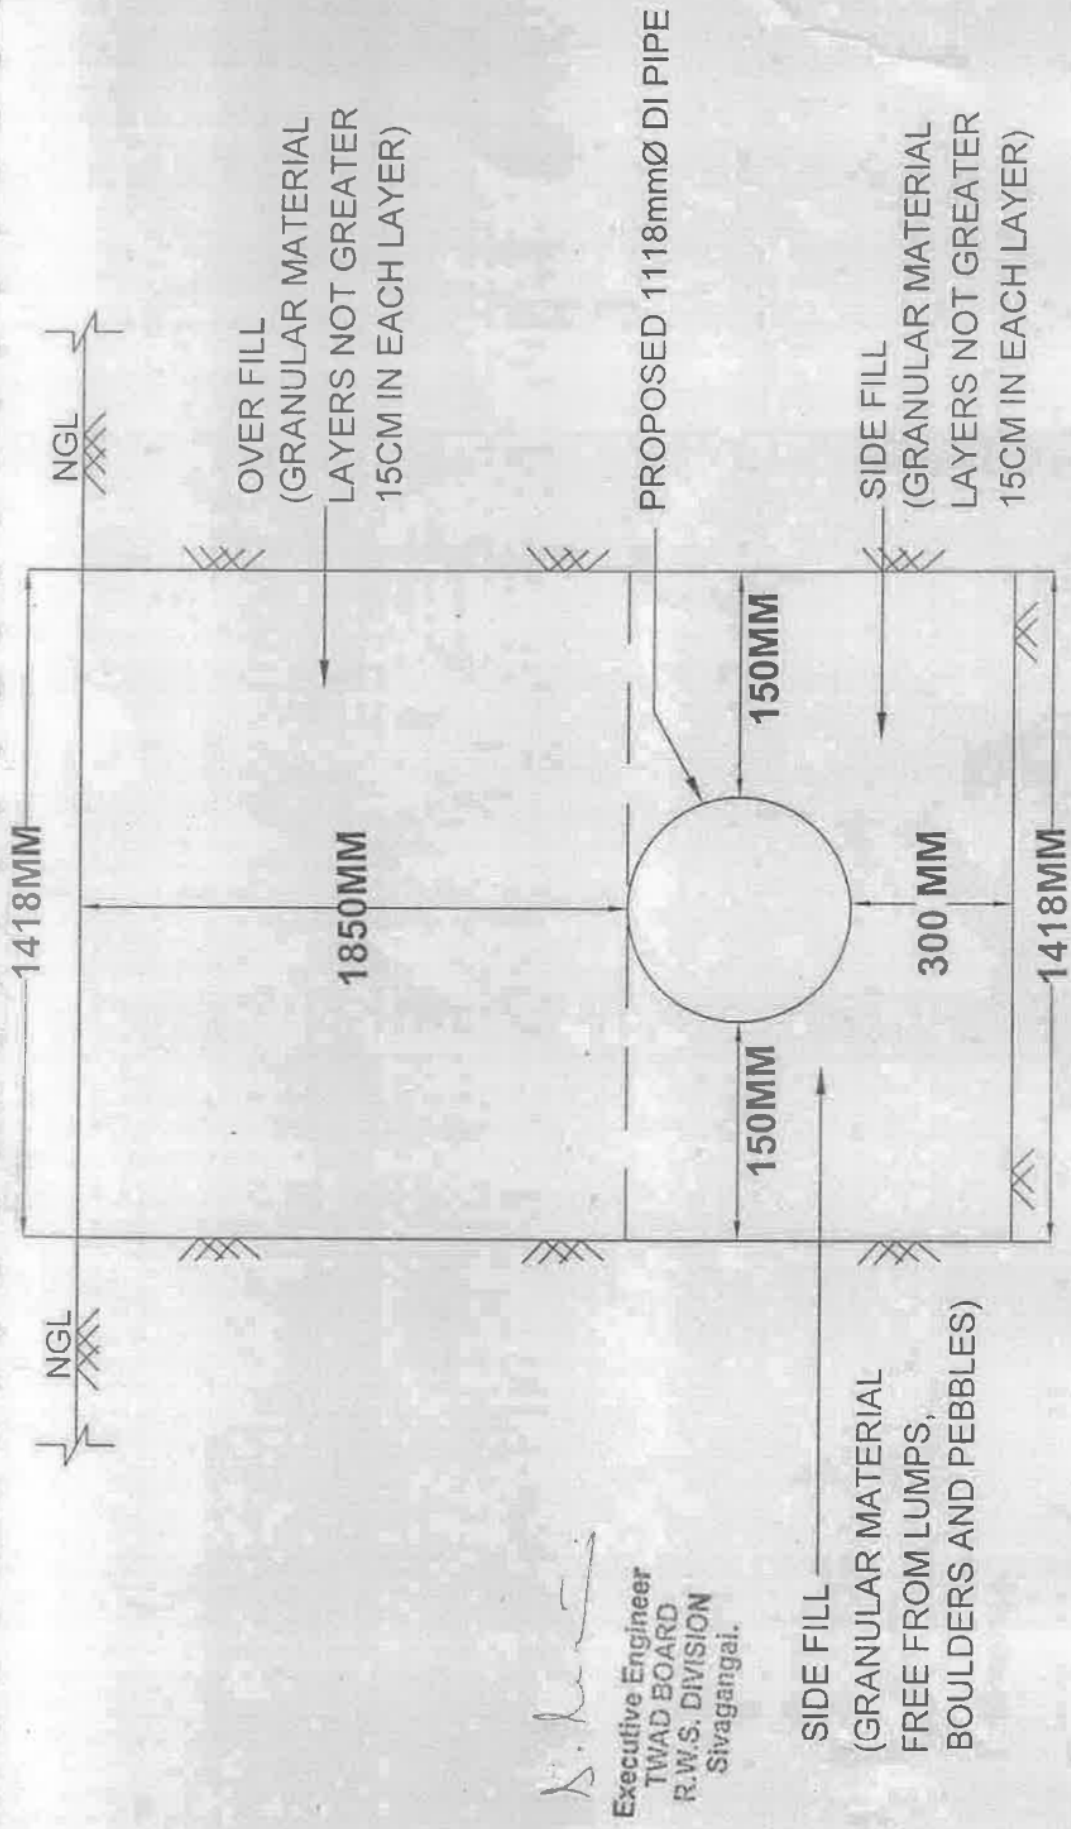 1418MM
NGL
NGL
OVER FILL
(GRANULAR MATERIAL
LAYERS NOT GREATER
15CM IN EACH LAYER)
1850MM
PROPOSED 1118mmØ DI PIPE
150MM
150MM
SIDE FILL
(GRANULAR MATERIAL
LAYERS NOT GREATER
15CM IN EACH LAYER)
300 MM
1418MM
Executive Engineer
TWAD BOARD
R.W.S. DIVISION
Sivagangai.
SIDE FILL
(GRANULAR MATERIAL
FREE FROM LUMPS,
BOULDERS AND PEBBLES)